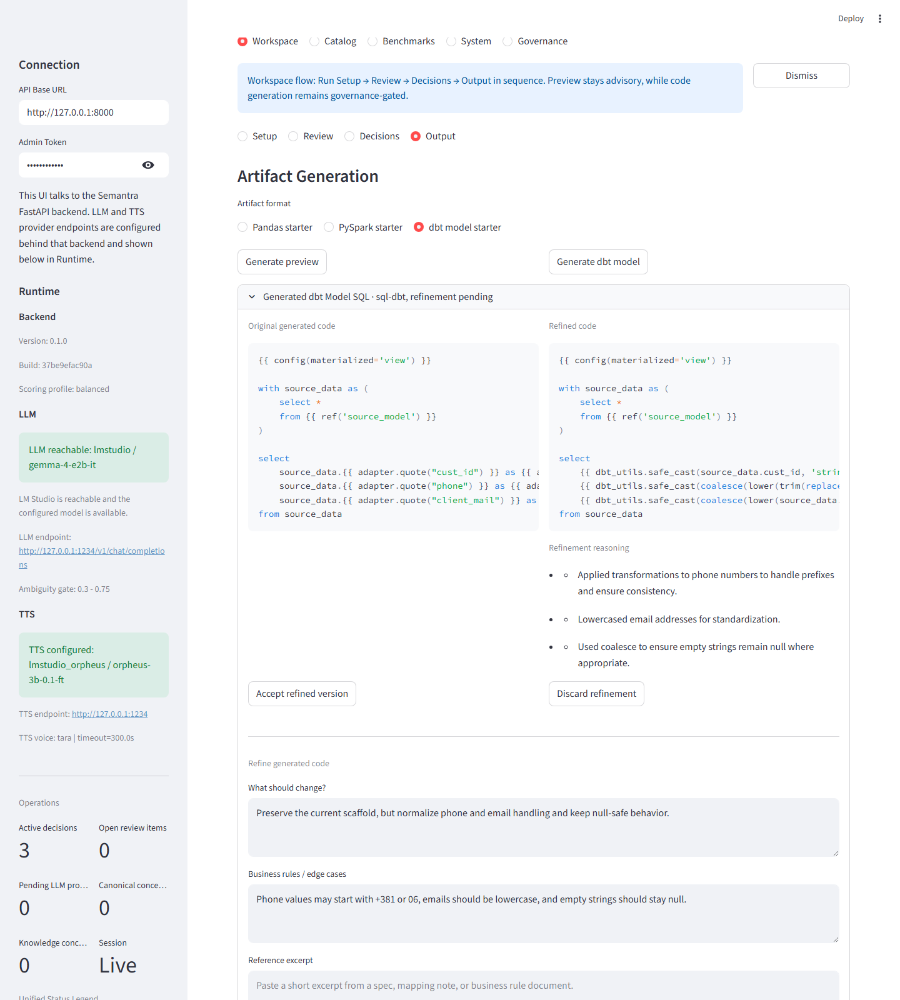 Deploy
Connection
API Base URL
http://127.0.0.1:8000
Admin Token
••••••••••••
This UI talks to the Semantra
FastAPI backend. LLM and TTS
provider endpoints are configured
behind that backend and shown
below in Runtime.
Runtime
Backend
Version: 0.1.0
Build: 37be9efac90a
Scoring profile: balanced
LLM
LLM reachable: lmstudio /
gemma-4-e2b-it
LM Studio is reachable and the
configured model is available.
LLM endpoint:
http://127.0.0.1:1234/v1/chat/completio
ns
Ambiguity gate: 0.3 - 0.75
TTS
TTS configured:
lmstudio_orpheus / orpheus-
3b-0.1-ft
TTS endpoint: http://127.0.0.1:1234
TTS voice: tara | timeout=300.0s
Operations
Active decisions Open review items
3 0
Pending LLM pro… Canonical conce…
0 0
Knowledge conc… Session
0 Live
Unified Status Legend
Workspace Catalog Benchmarks System Governance
Workspace flow: Run Setup → Review → Decisions → Output in sequence. Preview stays advisory, while code
generation remains governance-gated.
Dismiss
Setup Review Decisions Output
Artifact Generation
Artifact format
Pandas starter PySpark starter dbt model starter
Generate preview Generate dbt model
Generated dbt Model SQL · sql-dbt, refinement pending
Original generated code
{{ config(materialized='view') }}
with source_data as (
    select *
    from {{ ref('source_model') }}
)
select
    source_data.{{ adapter.quote("cust_id") }} as {{ a
    source_data.{{ adapter.quote("phone") }} as {{ ada
    source_data.{{ adapter.quote("client_mail") }} as
from source_data
Refined code
{{ config(materialized='view') }}
with source_data as (
    select *
    from {{ ref('source_model') }}
)
select
    {{ dbt_utils.safe_cast(source_data.cust_id, 'strin
    {{ dbt_utils.safe_cast(coalesce(lower(trim(replace
    {{ dbt_utils.safe_cast(coalesce(lower(source_data.
from source_data
Refinement reasoning
Applied transformations to phone numbers to handle prefixes
and ensure consistency.
Lowercased email addresses for standardization.
Used coalesce to ensure empty strings remain null where
appropriate.
Accept refined version Discard refinement
Refine generated code
What should change?
Preserve the current scaffold, but normalize phone and email handling and keep null-safe behavior.
Business rules / edge cases
Phone values may start with +381 or 06, emails should be lowercase, and empty strings should stay null.
Reference excerpt
Paste a short excerpt from a spec, mapping note, or business rule document.